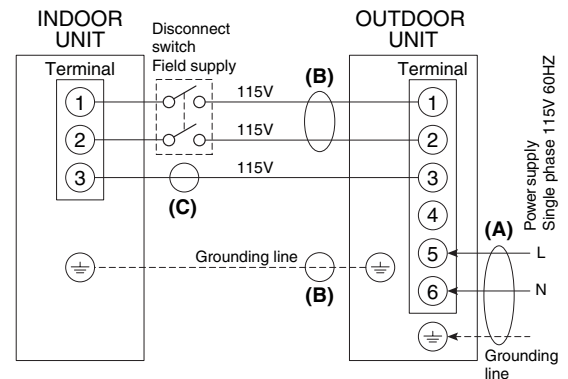 INDOOR
UNIT
OUTDOOR
UNIT
Disconnect
switch
Field supply
Terminal
Terminal
(B)
Power supply
Single phase 115V 60HZ
1
115V
1
2
115V
2
3
115V
3
(C)
4
(A)
5
L
Grounding line
6
N
(B)
Grounding
line